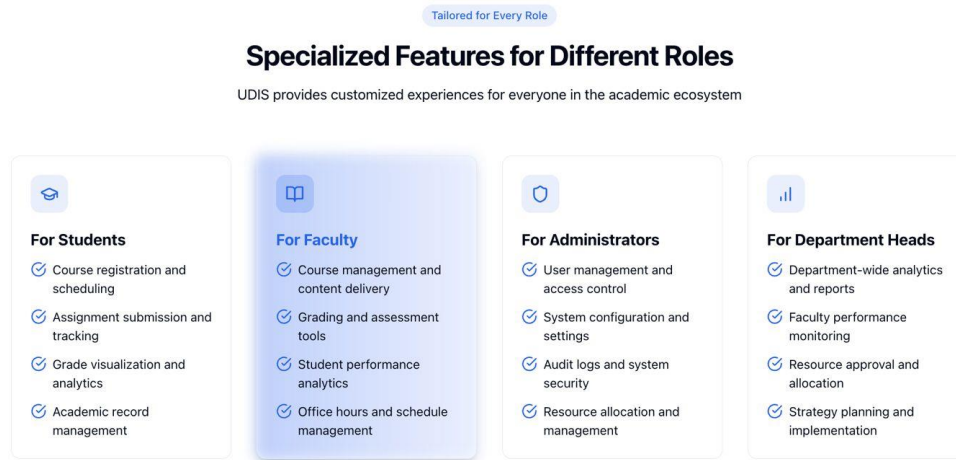 Tailored for Every Role
Specialized Features for Different Roles
UDIS provides customized experiences for everyone in the academic ecosystem
For Students
Course registration and
scheduling
Assignment submission and
tracking
Grade visualization and
analytics
Academic record
management
For Faculty
Course management and
content delivery
Grading and assessment
tools
Student performance
analytics
Office hours and schedule
management
For Administrators
User management and
access control
System configuration and
settings
Audit logs and system
security
Resource allocation and
management
For Department Heads
Department-wide analytics
and reports
Faculty performance
monitoring
Resource approval and
allocation
Strategy planning and
implementation